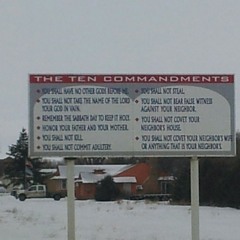 THE TEN COMMANDMENTS
YOU SHALL HAVE NO OTHER GODS BEFORE ME.
YOU SHALL NOT TAKE THE NAME OF THE LORD
YOUR GOD IN VAIN.
REMEMBER THE SABBATH DAY TO KEEP IT HOLY.
HONOR YOUR FATHER AND YOUR MOTHER.
YOU SHALL NOT KILL.
YOU SHALL NOT COMMIT ADULTERY.
YOU SHALL NOT STEAL.
YOU SHALL NOT BEAR FALSE WITNESS
AGAINST YOUR NEIGHBOR.
YOU SHALL NOT COVET YOUR
NEIGHBOR'S HOUSE.
YOU SHALL NOT COVET YOUR NEIGHBOR'S WIFE
OR ANYTHING THAT IS YOUR NEIGHBOR'S.